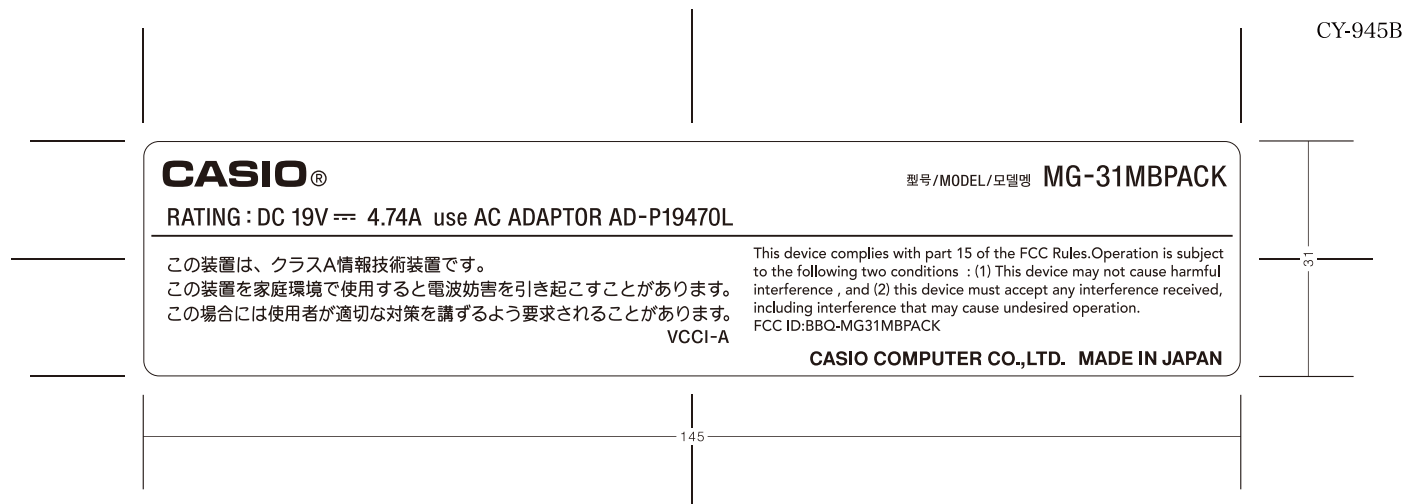 CY-945B
CASIO®
型号/MODEL/모델명 MG-31MBPACK
RATING : DC 19V ⎓ 4.74A use AC ADAPTOR AD-P19470L
この装置は、クラスA情報技術装置です。
この装置を家庭環境で使用すると電波妨害を引き起こすことがあります。
この場合には使用者が適切な対策を講ずるよう要求されることがあります。
VCCI-A
This device complies with part 15 of the FCC Rules.Operation is subject
to the following two conditions : (1) This device may not cause harmful
interference , and (2) this device must accept any interference received,
including interference that may cause undesired operation.
FCC ID:BBQ-MG31MBPACK
CASIO COMPUTER CO.,LTD. MADE IN JAPAN
31
145